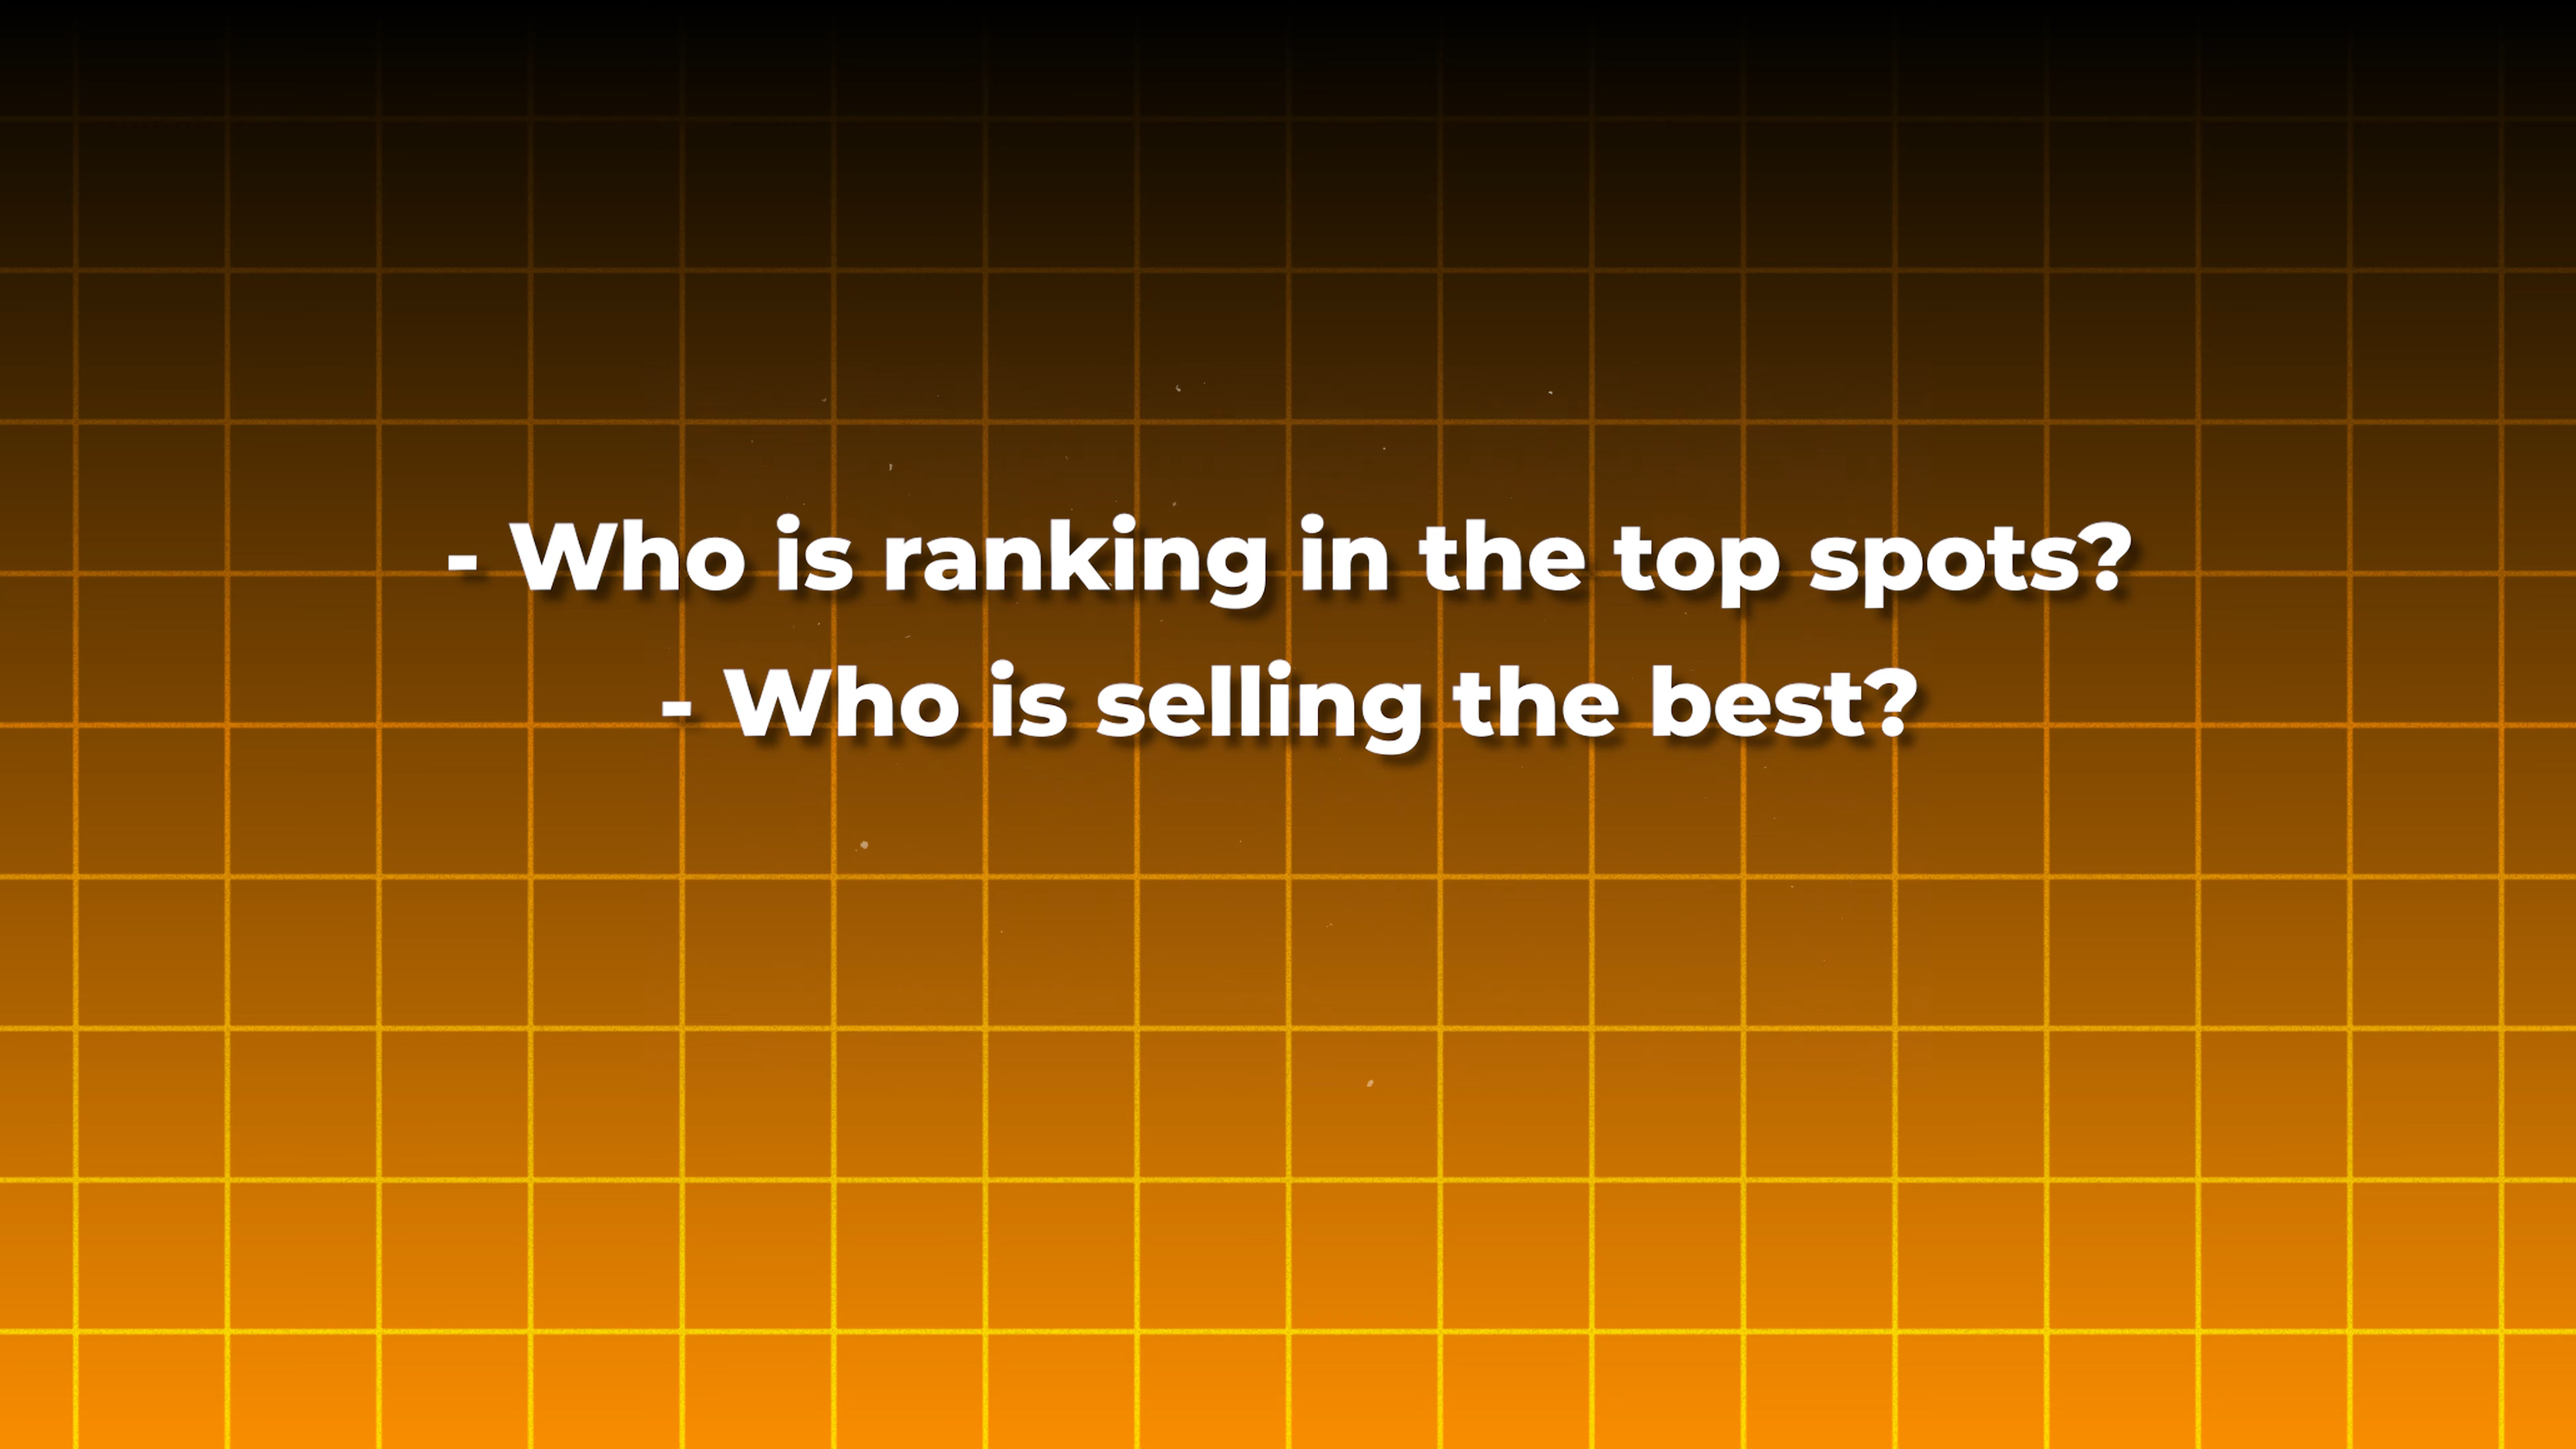 - Who is ranking in the top spots?
- Who is selling the best?